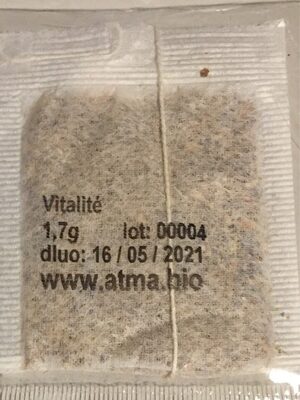 Vitalité
1,7g lot: 00004
dluo: 16 / 05 / 2021
www.atma.bio